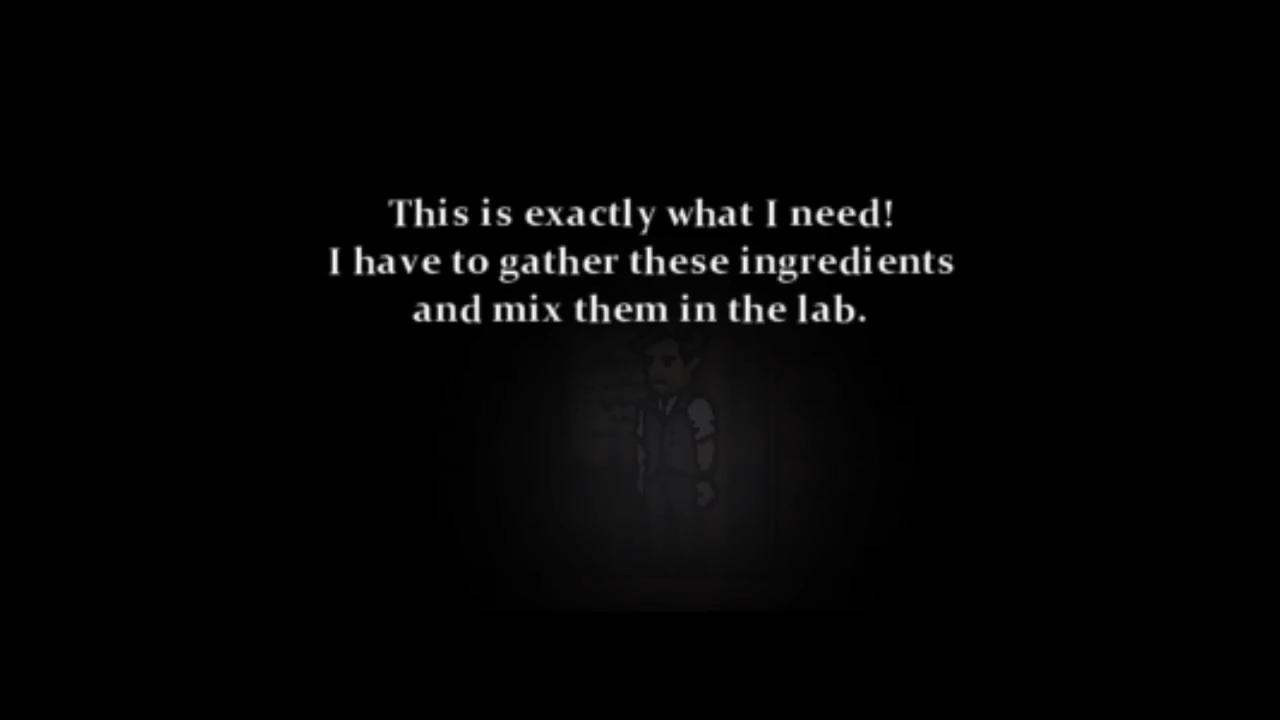 This is exactly what I need!
I have to gather these ingredients
and mix them in the lab.